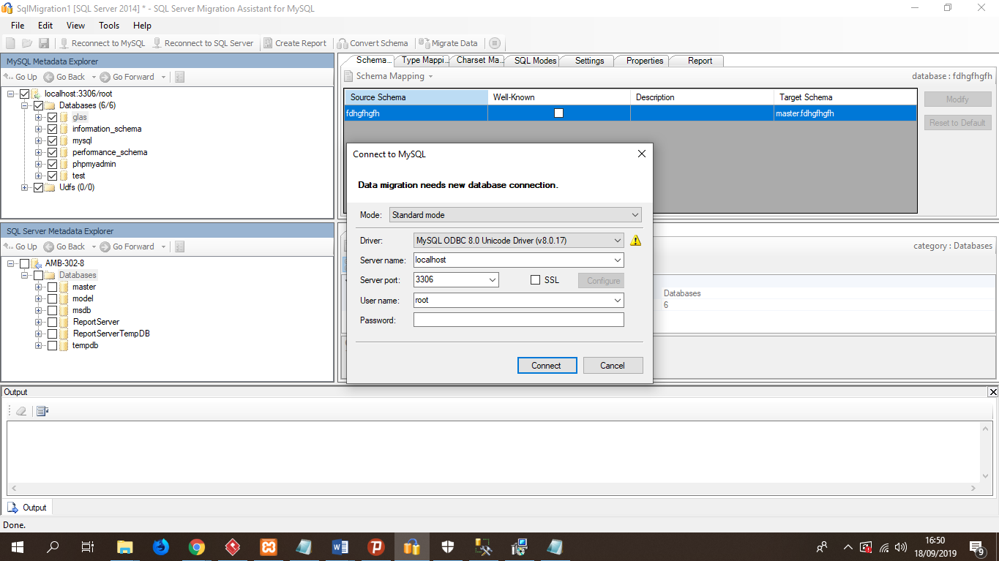 SqlMigration1 [SQL Server 2014] * - SQL Server Migration Assistant for MySQL
File Edit View Tools Help
Reconnect to MySQL Reconnect to SQL Server Create Report Convert Schema Migrate Data
MySQL Metadata Explorer
Go Up Go Back Go Forward
localhost:3306/root
Databases (6/6)
glas
information_schema
mysql
performance_schema
phpmyadmin
test
Udfs (0/0)
Schema... Type Mappi... Charset Ma... SQL Modes Settings Properties Report
Schema Mapping database : fdhgfhgfh
Source Schema Well-Known Description Target Schema
fdhgfhgfh master.fdhgfhgfh
Modify
Reset to Default
SQL Server Metadata Explorer
Go Up Go Back Go Forward
AMB-302-8
Databases
master
model
msdb
ReportServer
ReportServerTempDB
tempdb
category : Databases
Databases
6
Connect to MySQL
Data migration needs new database connection.
Mode: Standard mode
Driver: MySQL ODBC 8.0 Unicode Driver (v8.0.17)
Server name: localhost
Server port: 3306 SSL Configure
User name: root
Password:
Connect Cancel
Output
Output
Done.
16:50
18/09/2019
9